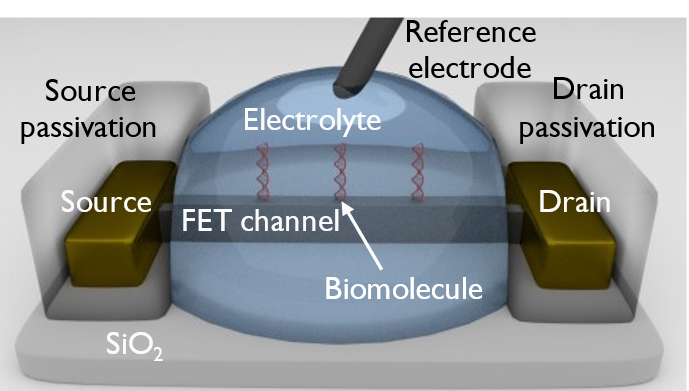 Reference
electrode
Source
passivation
Drain
passivation
Electrolyte
Source
Drain
FET channel
Biomolecule
SiO₂